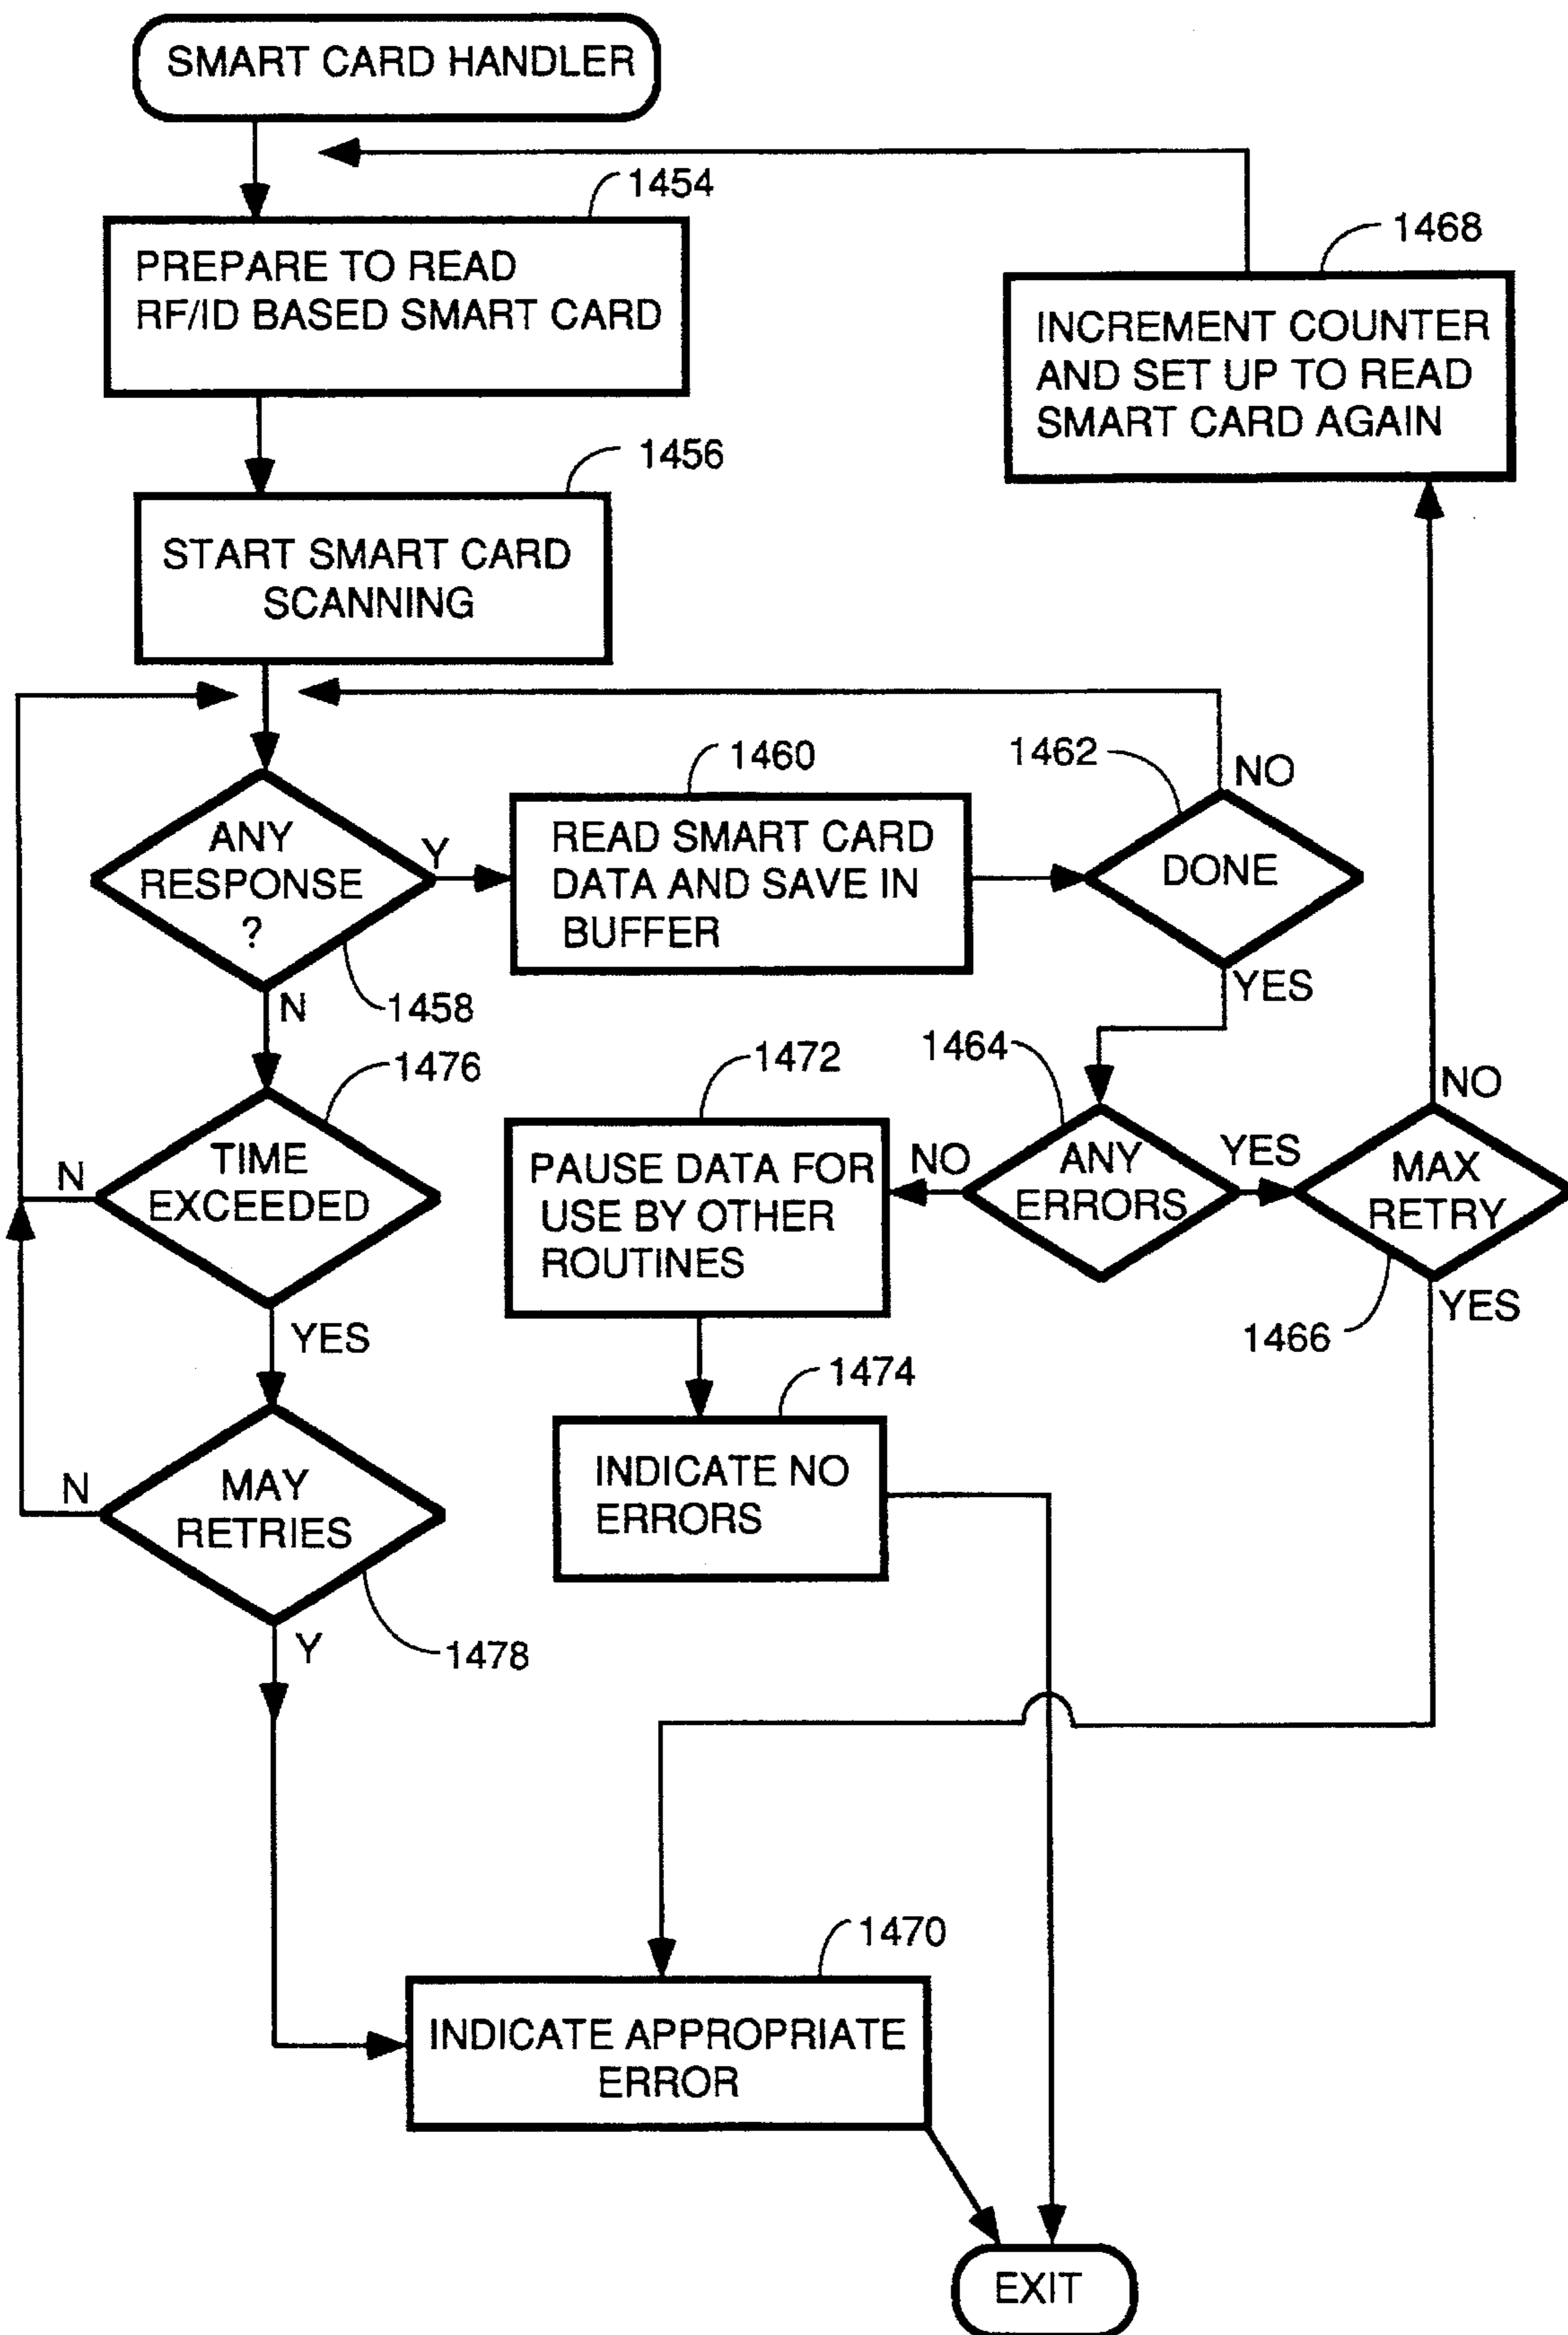 SMART CARD HANDLER
1454
PREPARE TO READ
RF/ID BASED SMART CARD
1468
INCREMENT COUNTER
AND SET UP TO READ
SMART CARD AGAIN
1456
START SMART CARD
SCANNING
ANY
RESPONSE
?
Y
N
1458
1460
READ SMART CARD
DATA AND SAVE IN
BUFFER
1462
NO
DONE
YES
1476
TIME
EXCEEDED
N
YES
1472
PAUSE DATA FOR
USE BY OTHER
ROUTINES
1464
NO
ANY
ERRORS
YES
NO
MAX
RETRY
YES
1466
1474
INDICATE NO
ERRORS
N
MAY
RETRIES
Y
1478
1470
INDICATE APPROPRIATE
ERROR
EXIT